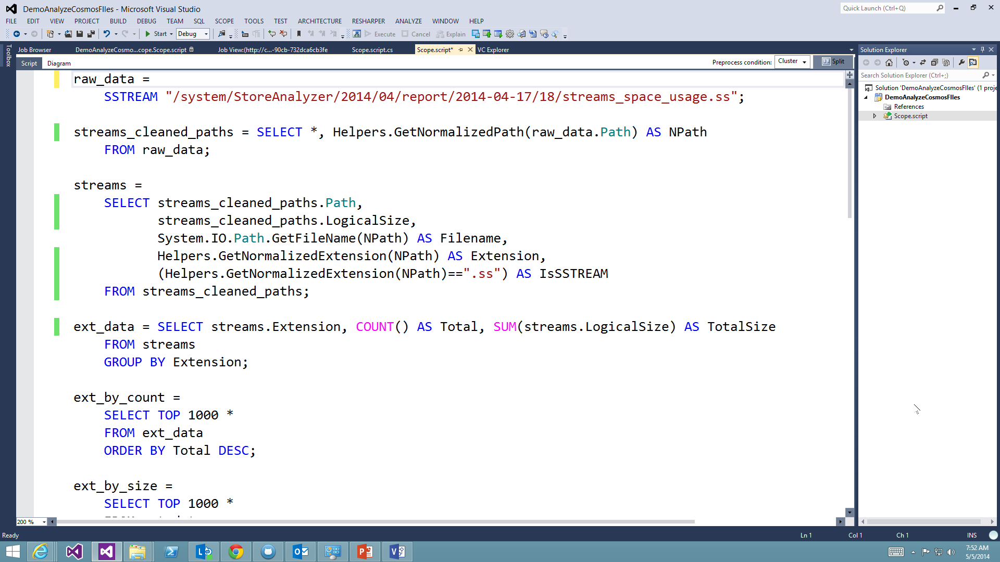 DemoAnalyzeCosmosFIles - Microsoft Visual Studio
Quick Launch (Ctrl+Q)
FILE EDIT VIEW PROJECT BUILD DEBUG TEAM SQL SCOPE TOOLS TEST ARCHITECTURE RESHARPER ANALYZE WINDOW HELP
Start Debug Execute Cancel Explain
Toolbox
Job Browser DemoAnalyzeCosmo...cope.Scope.script Job View:(http://c...-90cb-732dca6cb3fe Scope.script.cs Scope.script* VC Explorer
Script Diagram Preprocess condition: Cluster Split
raw_data =
SSTREAM "/system/StoreAnalyzer/2014/04/report/2014-04-17/18/streams_space_usage.ss";
streams_cleaned_paths = SELECT *, Helpers.GetNormalizedPath(raw_data.Path) AS NPath
FROM raw_data;
streams =
SELECT streams_cleaned_paths.Path,
streams_cleaned_paths.LogicalSize,
System.IO.Path.GetFileName(NPath) AS Filename,
Helpers.GetNormalizedExtension(NPath) AS Extension,
(Helpers.GetNormalizedExtension(NPath)==".ss") AS IsSSTREAM
FROM streams_cleaned_paths;
ext_data = SELECT streams.Extension, COUNT() AS Total, SUM(streams.LogicalSize) AS TotalSize
FROM streams
GROUP BY Extension;
ext_by_count =
SELECT TOP 1000 *
FROM ext_data
ORDER BY Total DESC;
ext_by_size =
SELECT TOP 1000 *
200 %
Solution Explorer
Search Solution Explorer (Ctrl+;)
Solution 'DemoAnalyzeCosmosFIles' (1 proje
DemoAnalyzeCosmosFIles
References
Scope.script
Ready Ln 1 Col 1 Ch 1 INS
7:52 AM
5/5/2014